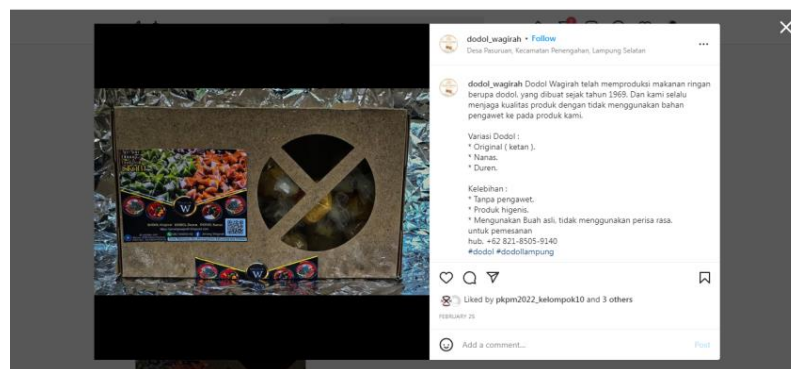 dodol_wagirah • Follow
Desa Pasuruan, Kecamatan Penengahan, Lampung Selatan
dodol_wagirah Dodol Wagirah telah memproduksi makanan ringan
berupa dodol, yang dibuat sejak tahun 1969. Dan kami selalu
menjaga kualitas produk dengan tidak menggunakan bahan
pengawet ke pada produk kami.
Variasi Dodol :
* Original ( ketan ).
* Nanas.
* Duren.
Kelebihan :
* Tanpa pengawet.
* Produk higenis.
* Mengunakan Buah asli, tidak menggunakan perisa rasa.
untuk pemesanan
hub. +62 821-8505-9140
#dodol #dodollampung
W
W
Liked by pkpm2022_kelompok10 and 3 others
FEBRUARY 25
Add a comment...
Post